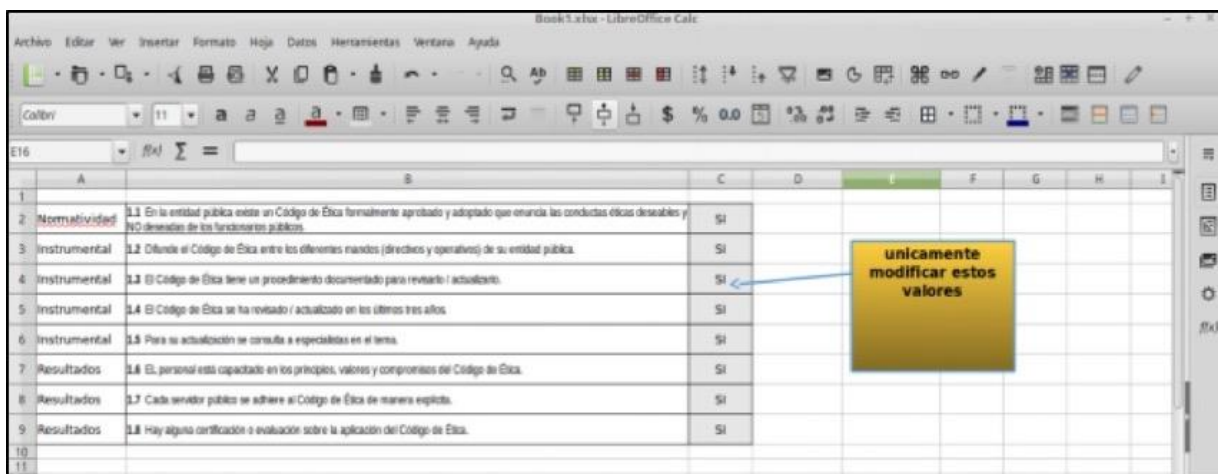 Book1.xlsx - LibreOffice Calc
Archivo Editar Ver Insertar Formato Hoja Datos Herramientas Ventana Ayuda
Calibri 11 a a a a $ % 0.0
E16 f(x) Σ =
A B C D E F G H I
1
2 Normatividad 1.1 En la entidad pública existe un Código de Ética formalmente aprobado y adoptado que enuncia las conductas éticas deseables y
NO deseadas de los funcionarios públicos. SI
3 Instrumental 1.2 Difunde el Código de Ética entre los diferentes mandos (directivos y operativos) de su entidad pública. SI
4 Instrumental 1.3 El Código de Ética tiene un procedimiento documentado para revisarlo / actualizarlo. SI
5 Instrumental 1.4 El Código de Ética se ha revisado / actualizado en los últimos tres años. SI
6 Instrumental 1.5 Para su actualización se consulta a especialistas en el tema. SI
7 Resultados 1.6 EL personal está capacitado en los principios, valores y compromisos del Código de Ética. SI
8 Resultados 1.7 Cada servidor público se adhiere al Código de Ética de manera explícita. SI
9 Resultados 1.8 Hay alguna certificación o evaluación sobre la aplicación del Código de Ética. SI
10
11
unicamente
modificar estos
valores